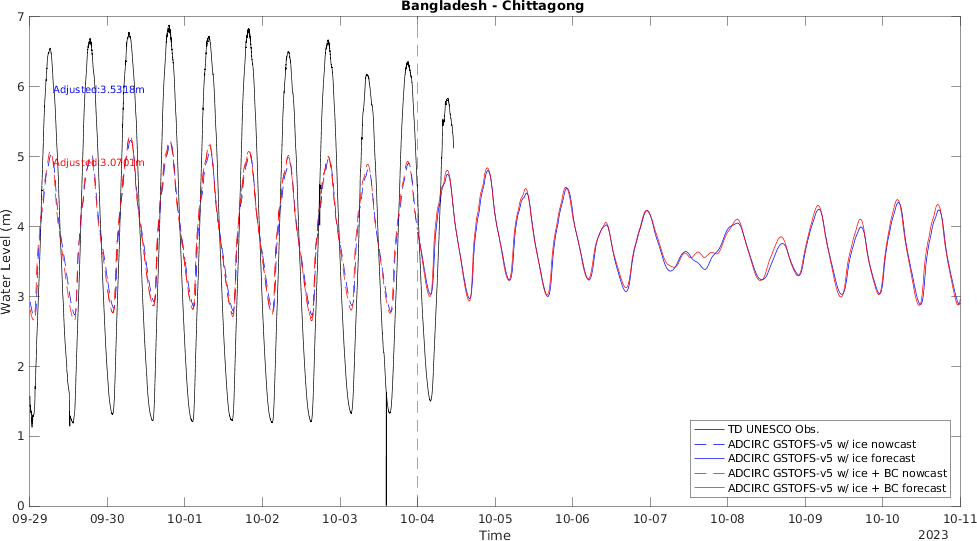 Bangladesh - Chittagong
7
6
5
4
3
2
1
0
Water Level (m)
Adjusted:3.5318m
Adjusted:3.0701m
TD UNESCO Obs.
ADCIRC GSTOFS-v5 w/ ice nowcast
ADCIRC GSTOFS-v5 w/ ice forecast
ADCIRC GSTOFS-v5 w/ ice + BC nowcast
ADCIRC GSTOFS-v5 w/ ice + BC forecast
09-29 09-30 10-01 10-02 10-03 10-04 10-05 10-06 10-07 10-08 10-09 10-10 10-11
Time
2023